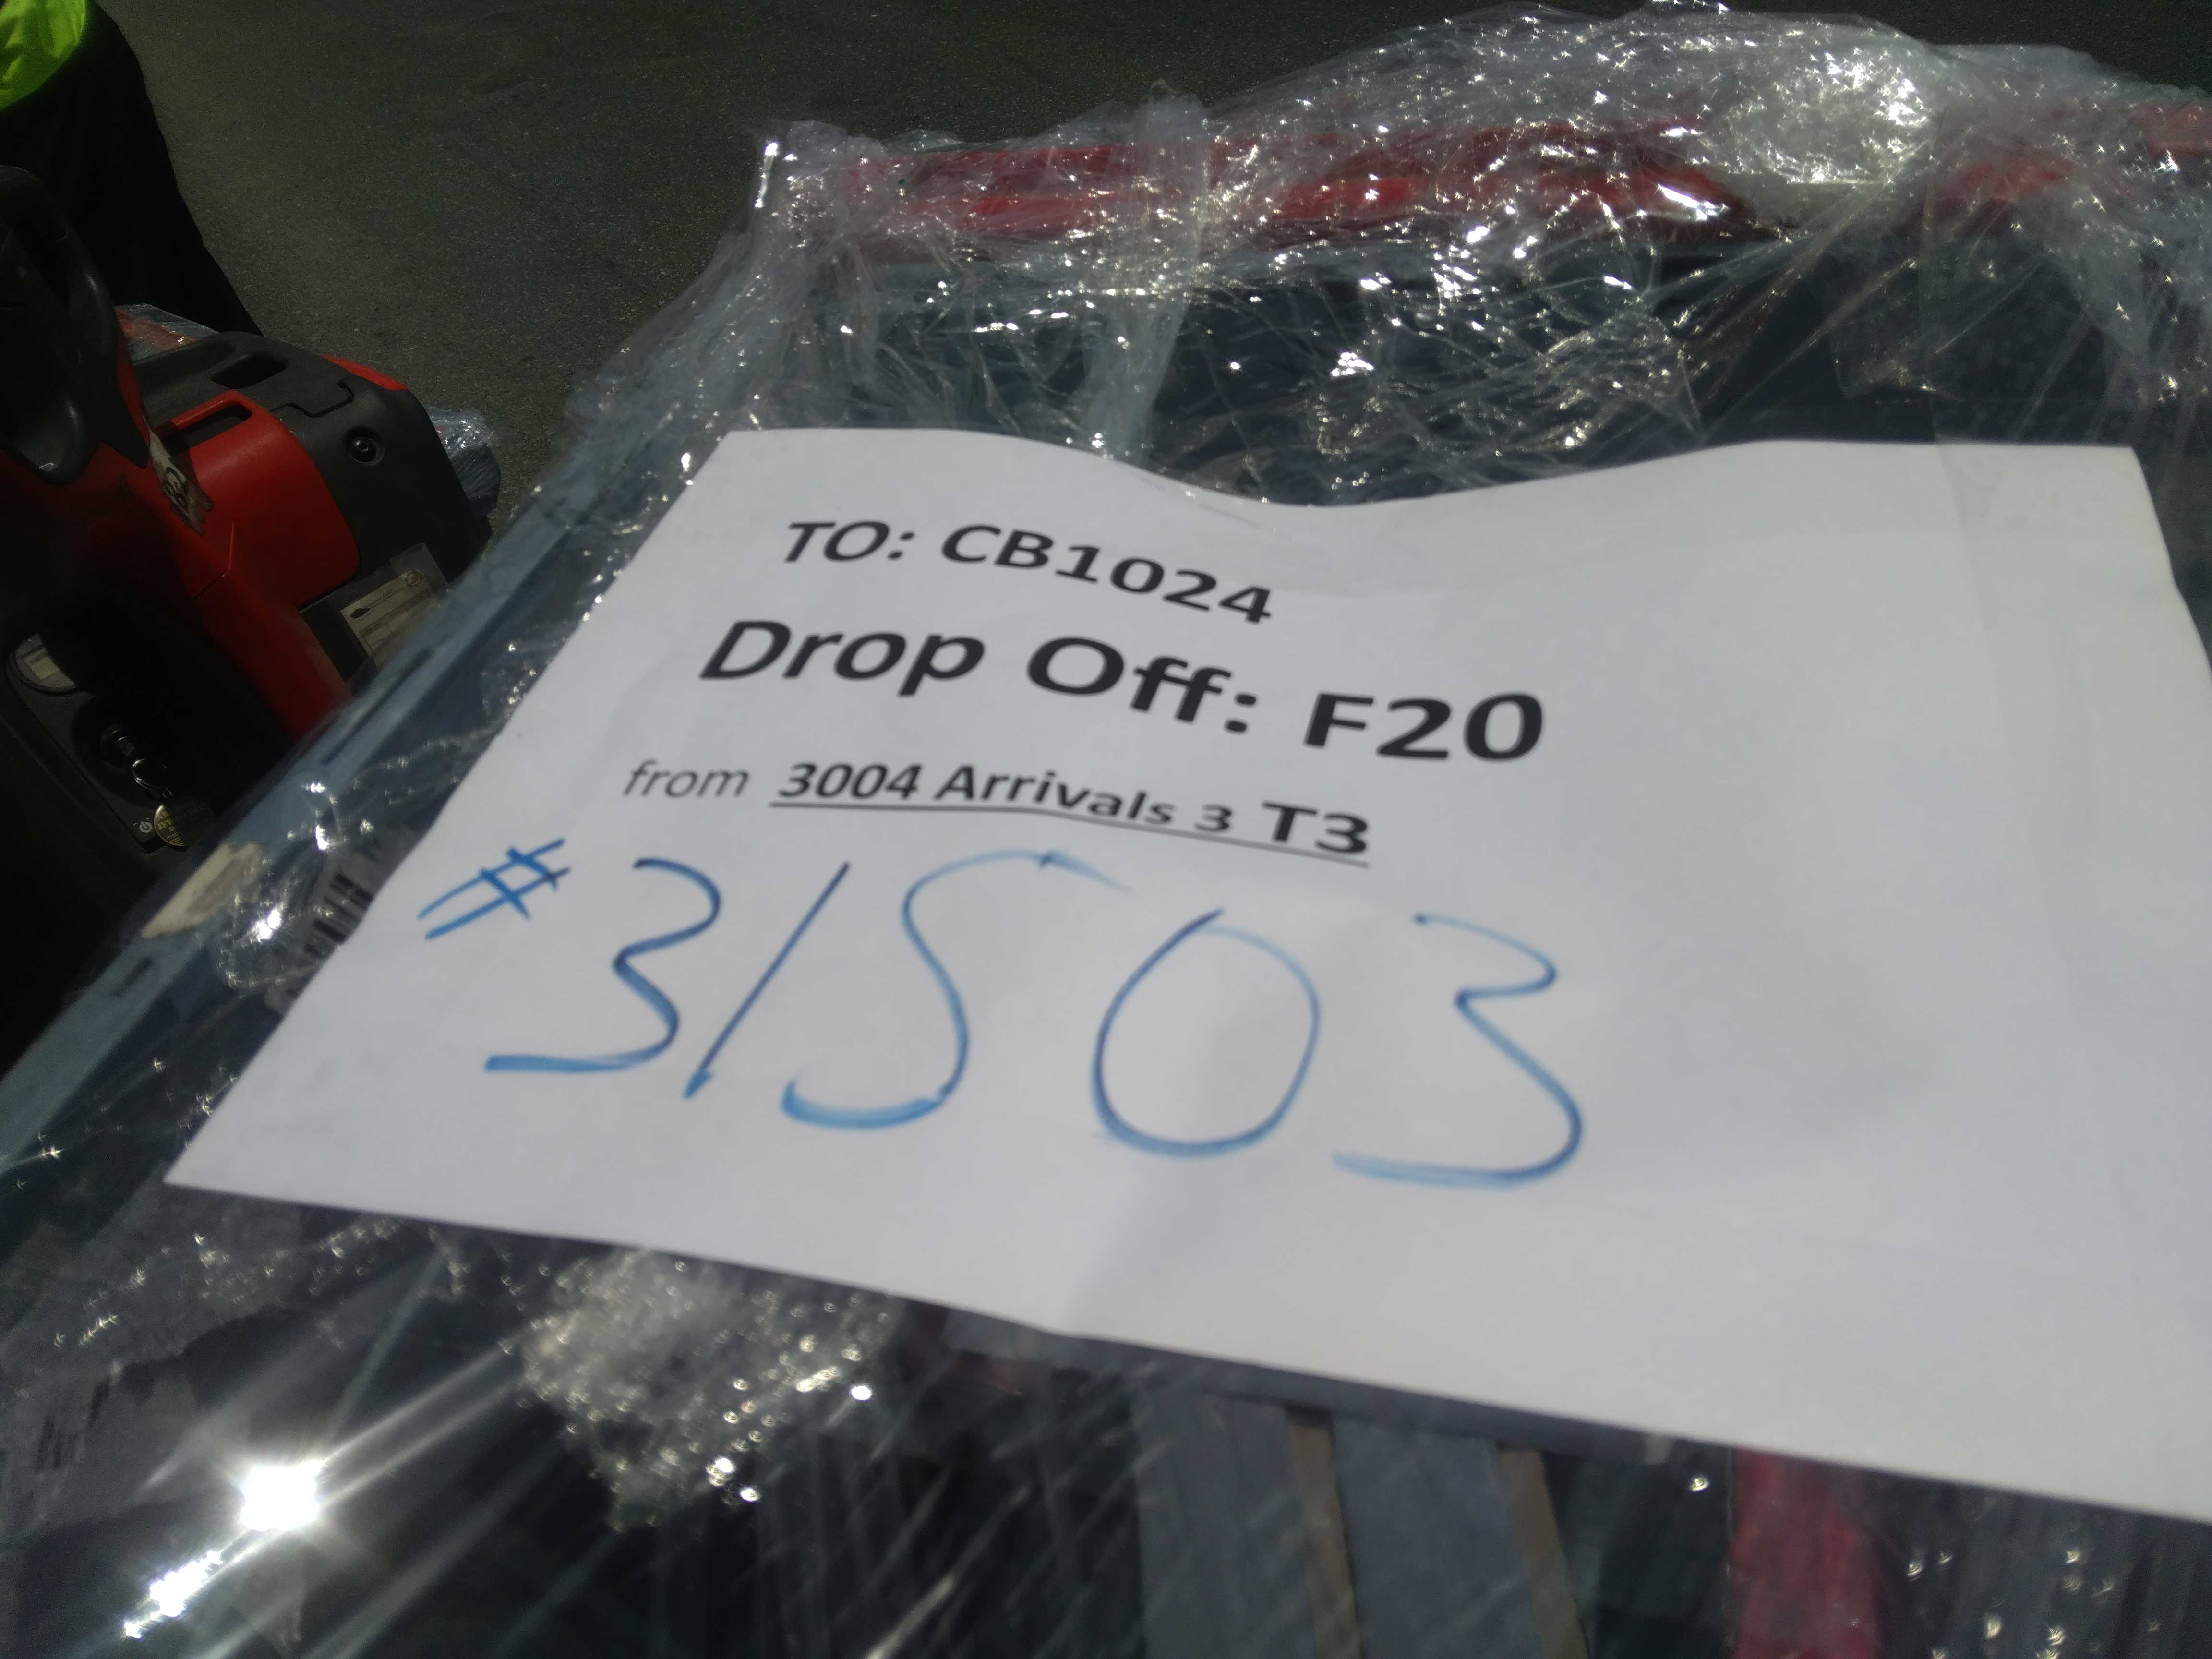 TO: CB1024
Drop Off: F20
from 3004 Arrivals 3 T3
#31503